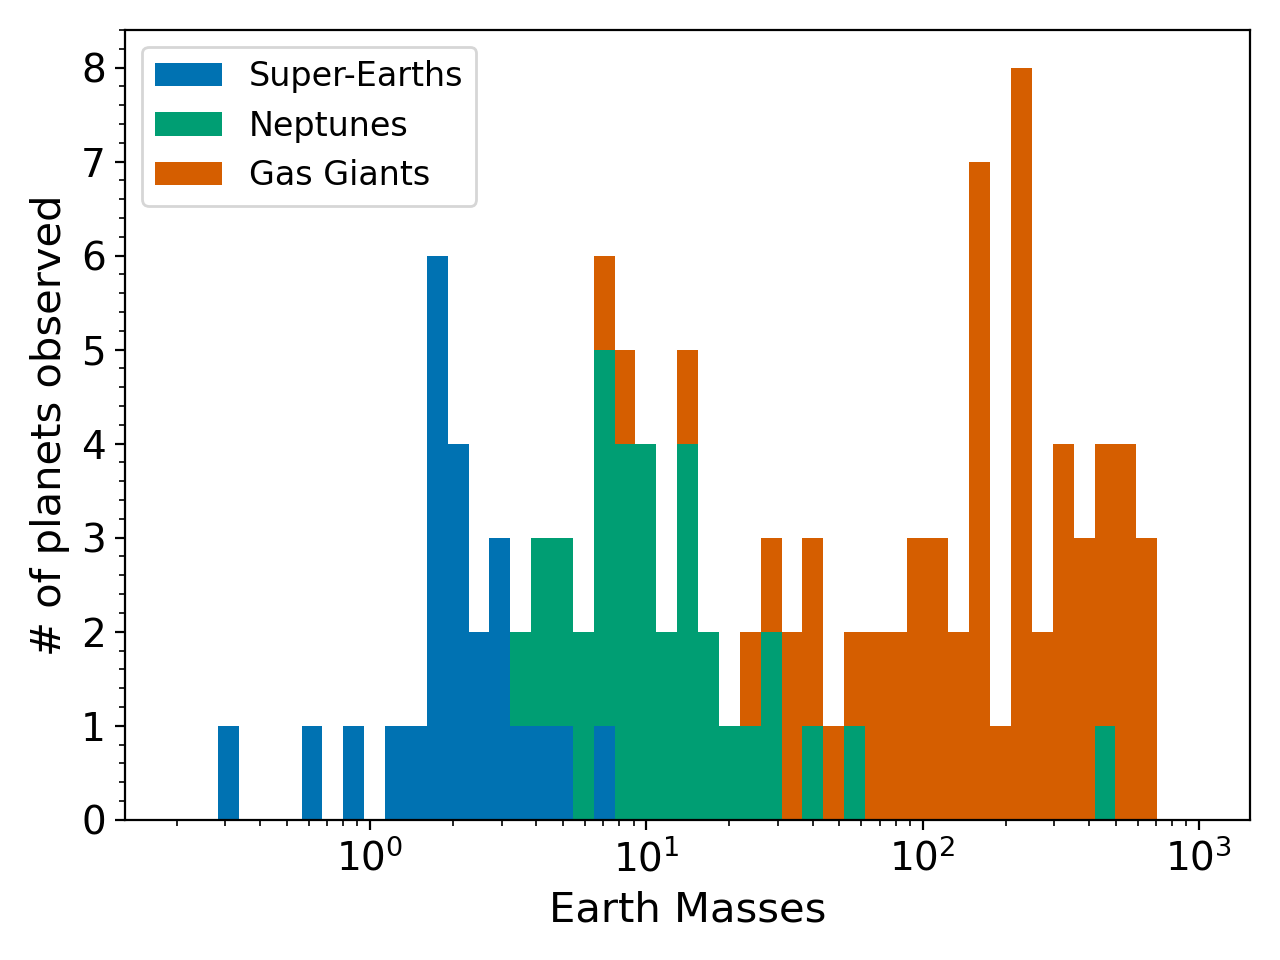 Super-Earths
Neptunes
Gas Giants
# of planets observed
8
7
6
5
4
3
2
1
0
10⁰
10¹
10²
10³
Earth Masses